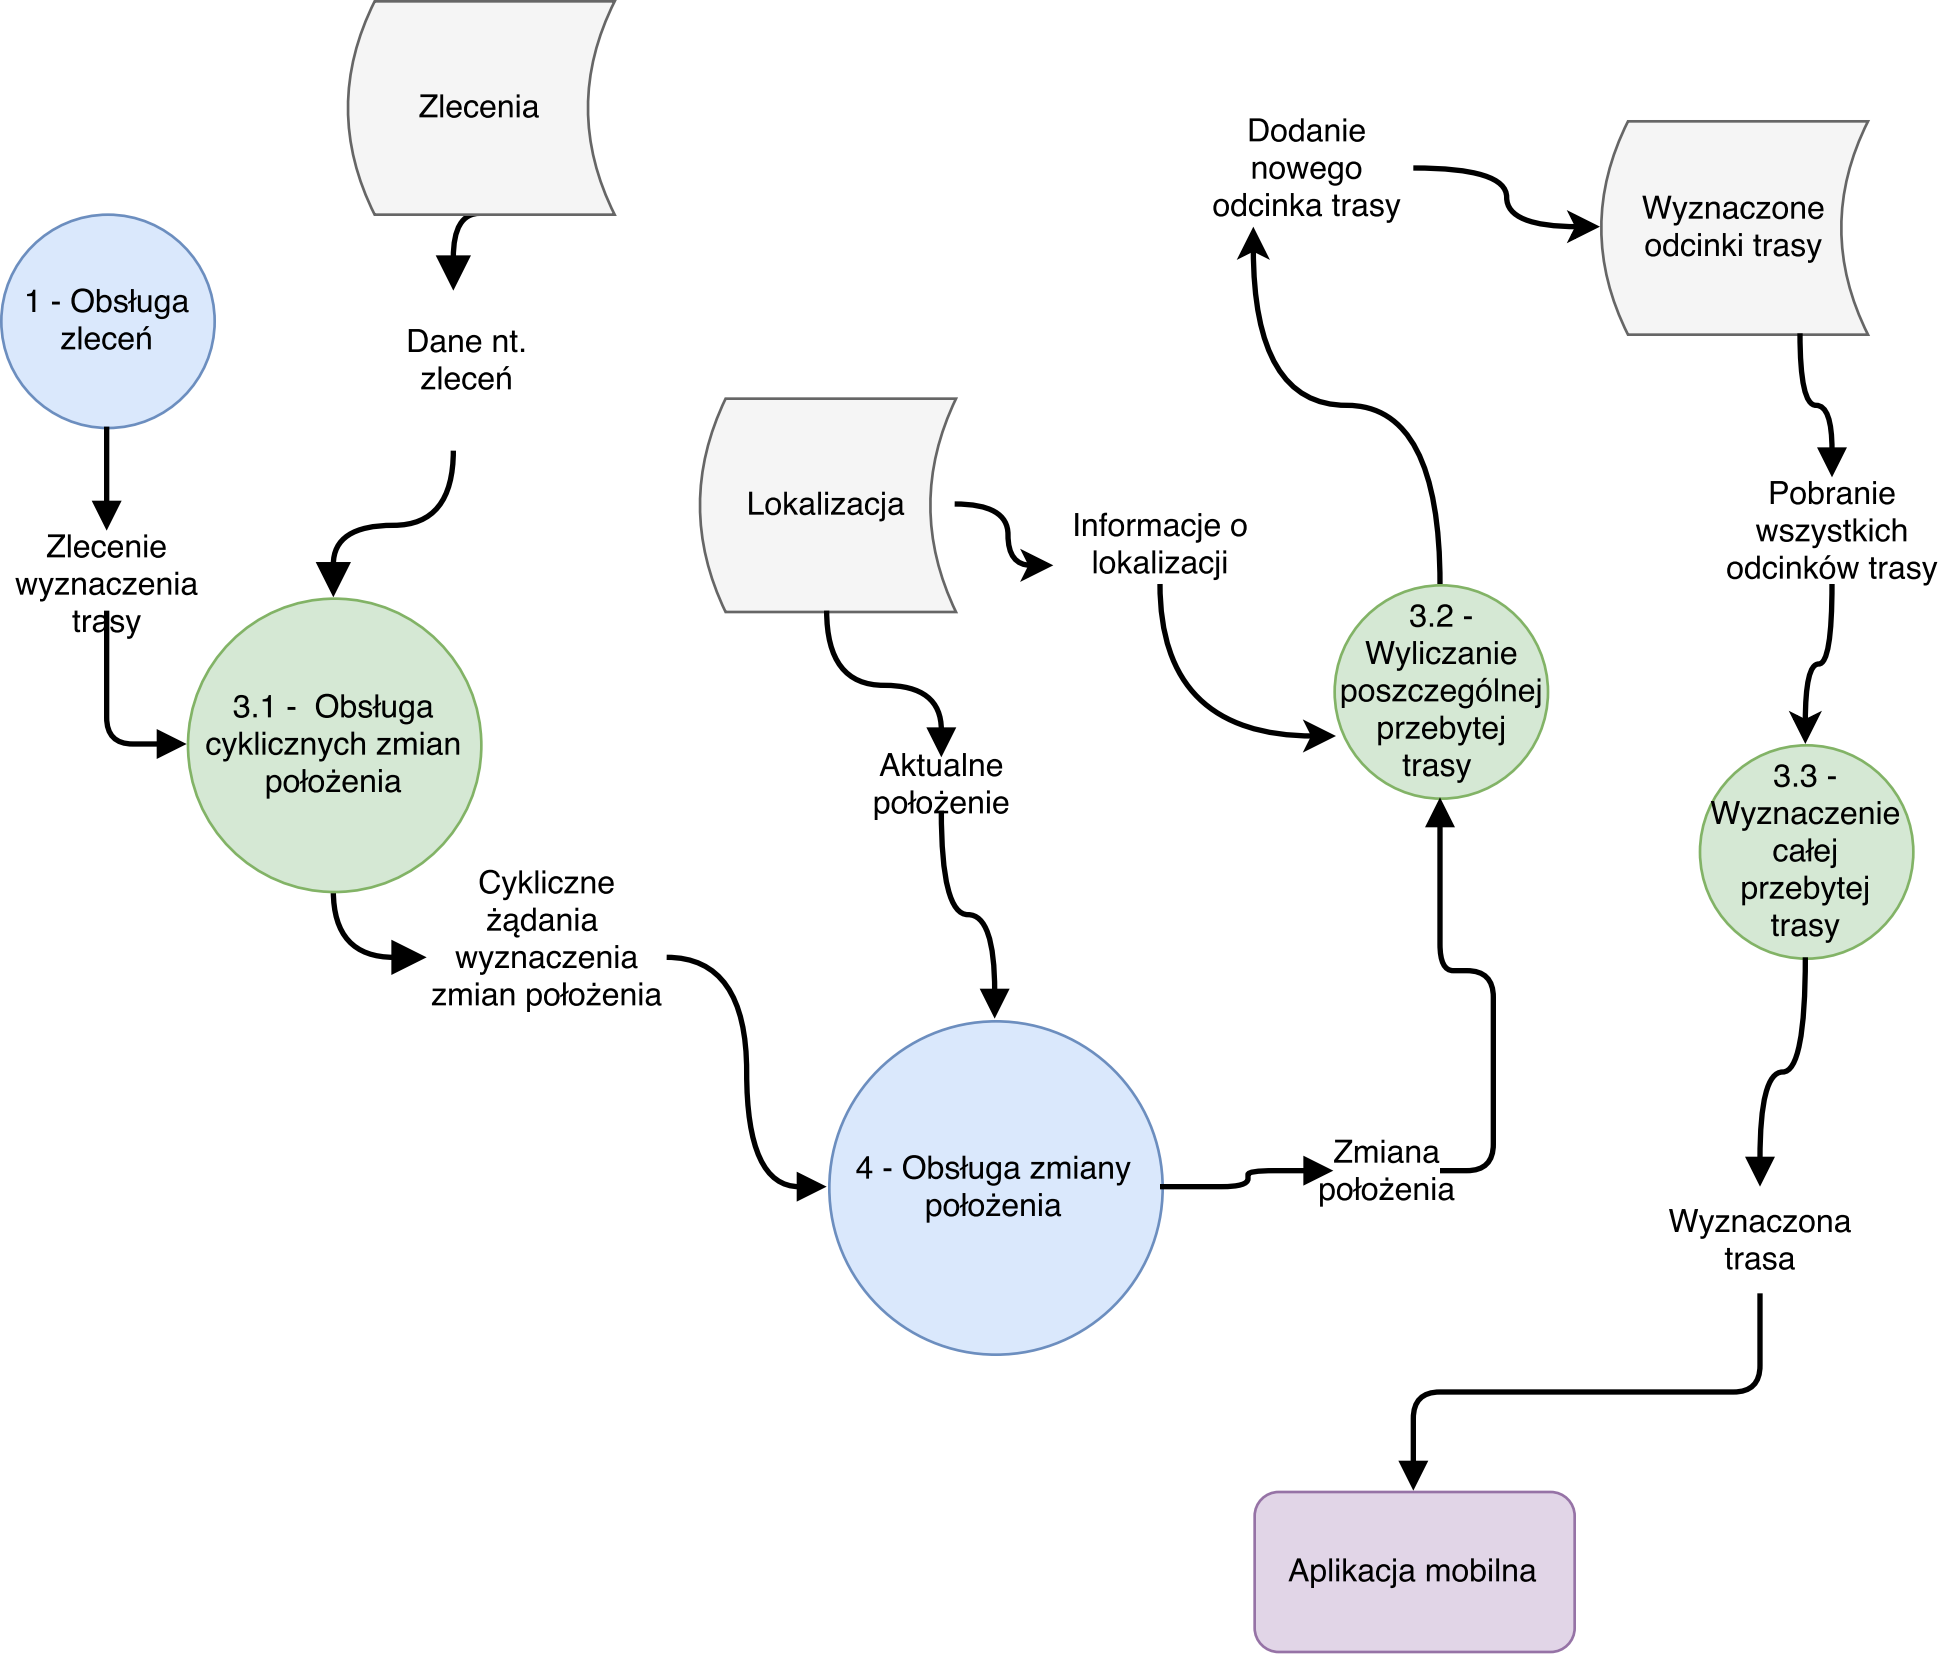 Zlecenia
1 - Obsługa
zleceń
Dane nt.
zleceń
Zlecenie
wyznaczenia
trasy
3.1 -  Obsługa
cyklicznych zmian
położenia
Cykliczne
żądania
wyznaczenia
zmian położenia
Lokalizacja
Informacje o
lokalizacji
Aktualne
położenie
4 - Obsługa zmiany
położenia
Zmiana
położenia
3.2 -
Wyliczanie
poszczególnej
przebytej
trasy
Dodanie
nowego
odcinka trasy
Wyznaczone
odcinki trasy
Pobranie
wszystkich
odcinków trasy
3.3 -
Wyznaczenie
całej
przebytej
trasy
Wyznaczona
trasa
Aplikacja mobilna